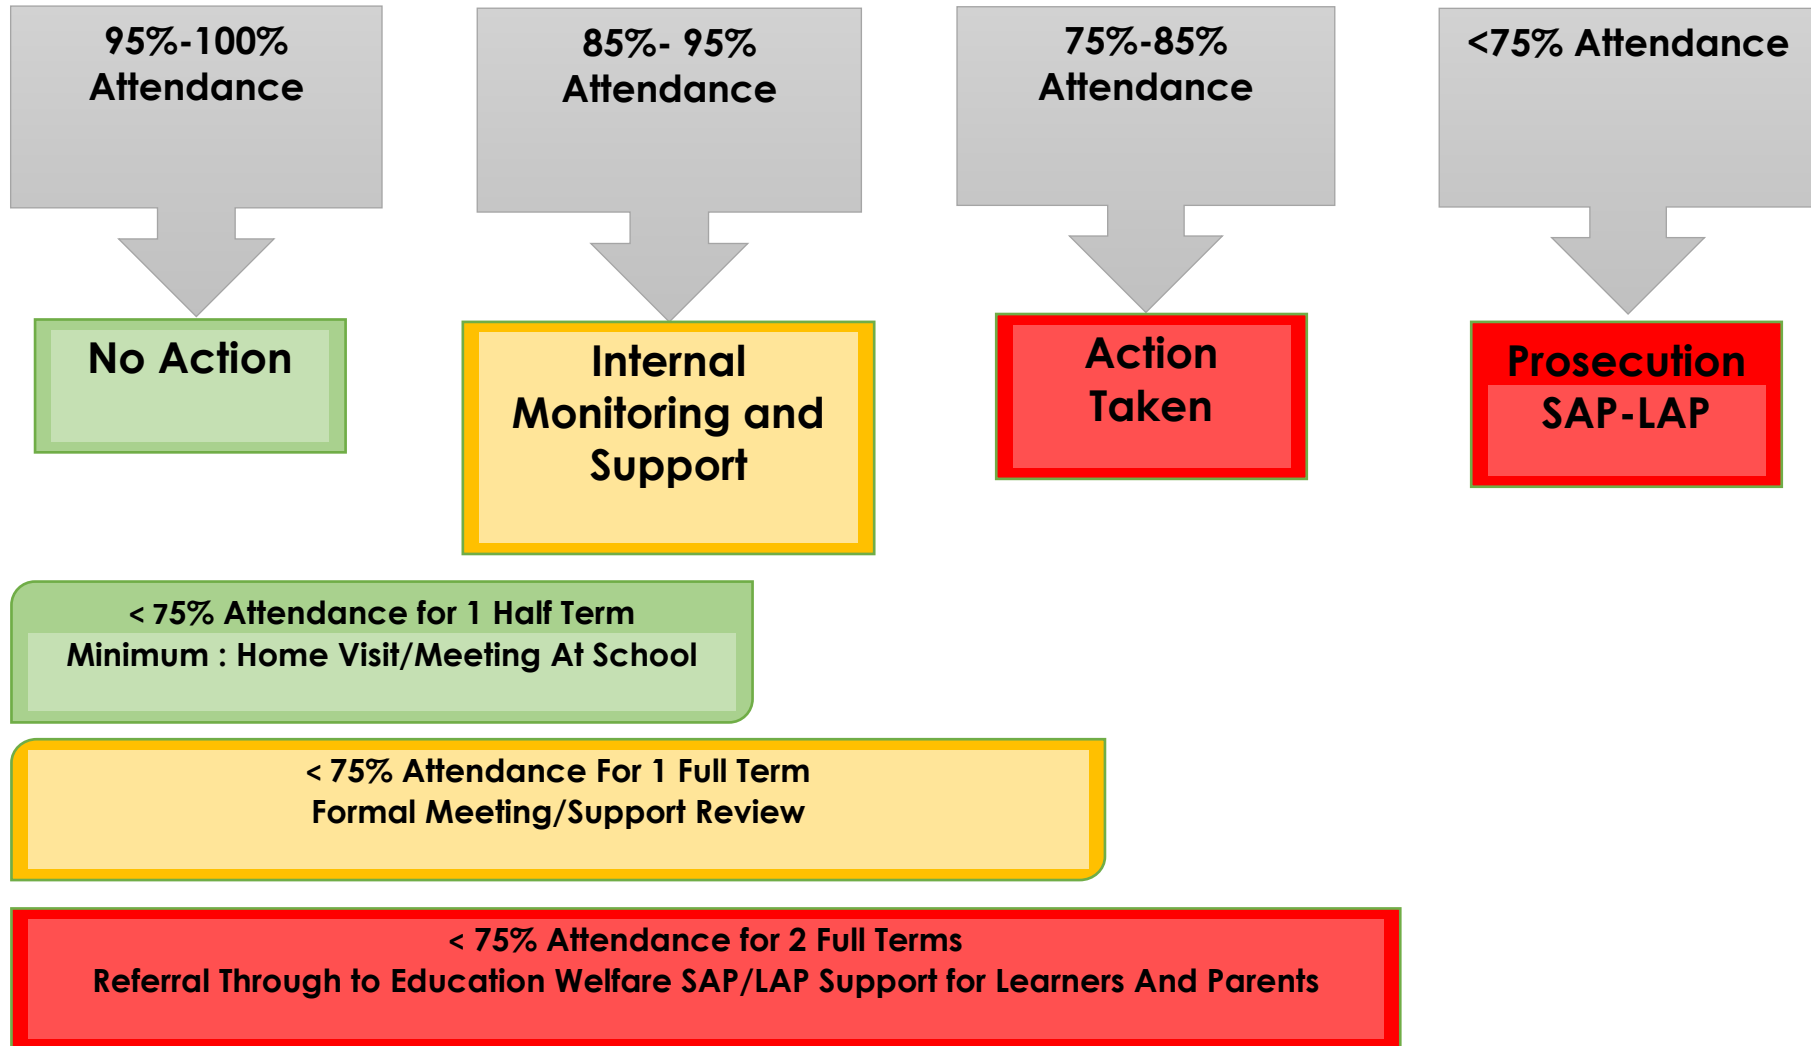 95%-100%
Attendance
85%- 95%
Attendance
75%-85%
Attendance
<75% Attendance
No Action
Internal
Monitoring and
Support
Action
Taken
Prosecution
SAP-LAP
< 75% Attendance for 1 Half Term
Minimum : Home Visit/Meeting At School
< 75% Attendance For 1 Full Term
Formal Meeting/Support Review
< 75% Attendance for 2 Full Terms
Referral Through to Education Welfare SAP/LAP Support for Learners And Parents